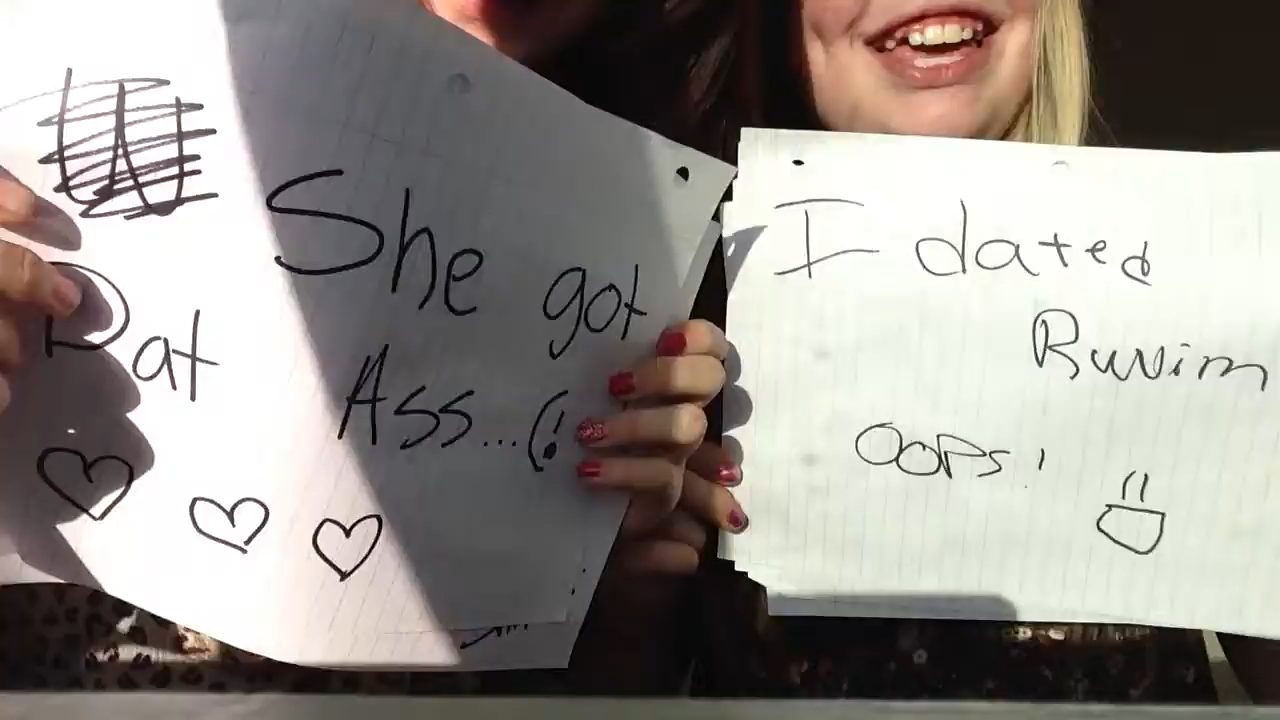 She got
Dat
Ass...(:
I dated
Ruvim
OOPs!